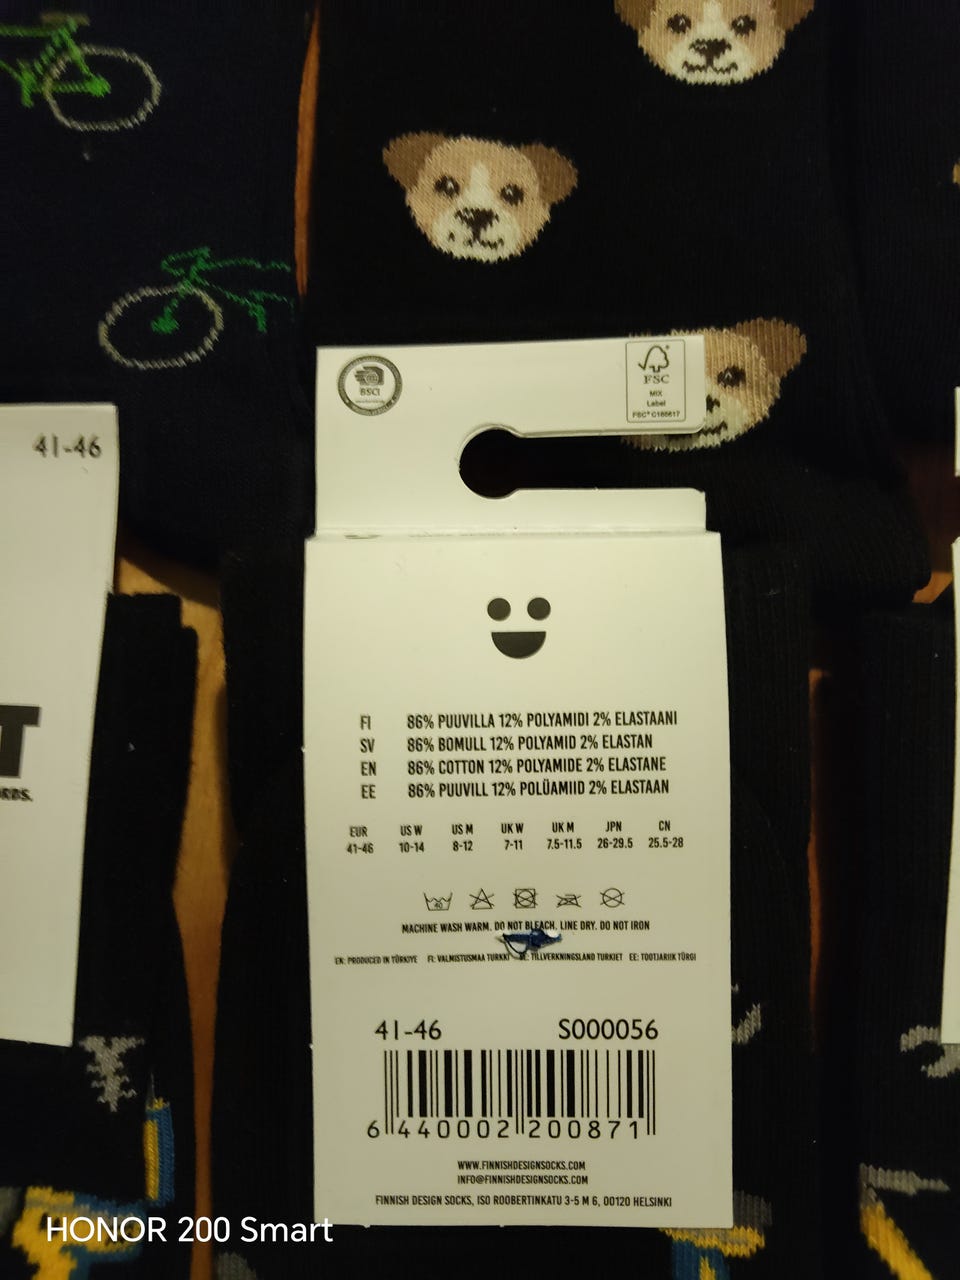 41-46
BSCI
FSC
MIX
Label
FSC® C166617
FI 86% PUUVILLA 12% POLYAMIDI 2% ELASTAANI
SV 86% BOMULL 12% POLYAMID 2% ELASTAN
EN 86% COTTON 12% POLYAMIDE 2% ELASTANE
EE 86% PUUVILL 12% POLÜAMIID 2% ELASTAAN
EUR US W US M UK W UK M JPN CN
41-46 10-14 8-12 7-11 7.5-11.5 26-29.5 25.5-28
40
MACHINE WASH WARM. DO NOT BLEACH. LINE DRY. DO NOT IRON
EN: PRODUCED IN TÜRKIYE FI: VALMISTUSMAA TURKKI TILLVERKNINGSLAND TURKIET EE: TOOTJARIIK TÜRGI
41-46 S000056
6 440002 200871
WWW.FINNISHDESIGNSOCKS.COM
INFO@FINNISHDESIGNSOCKS.COM
FINNISH DESIGN SOCKS, ISO ROOBERTINKATU 3-5 M 6, 00120 HELSINKI
HONOR 200 Smart